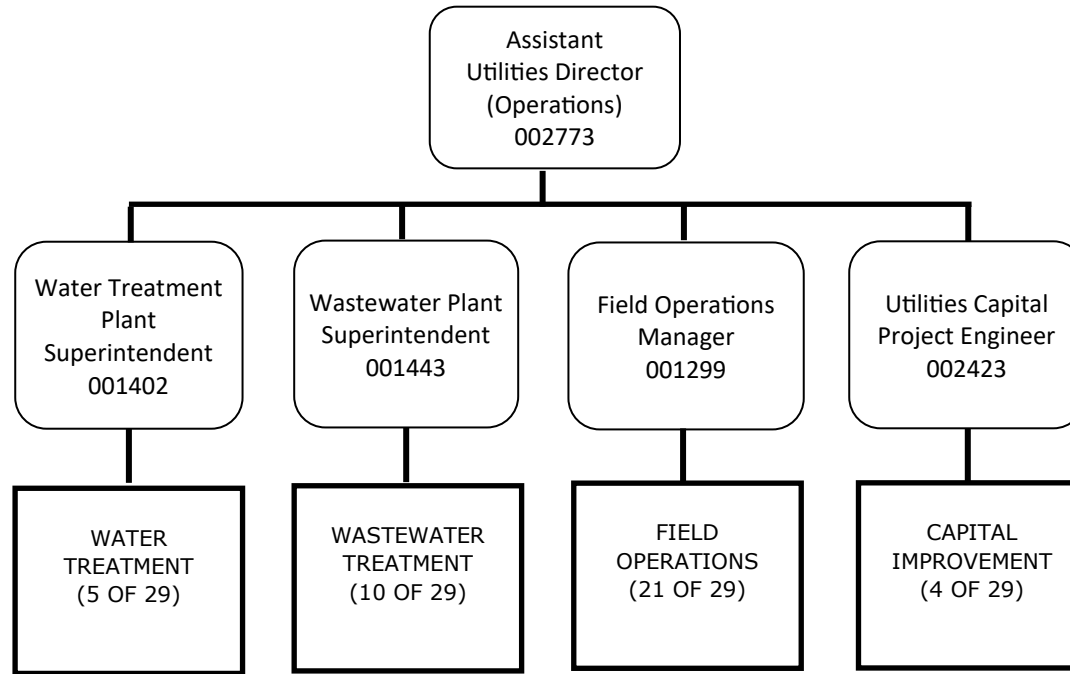 Assistant
Utilities Director
(Operations)
002773
Water Treatment
Plant
Superintendent
001402
Wastewater Plant
Superintendent
001443
Field Operations
Manager
001299
Utilities Capital
Project Engineer
002423
WATER
TREATMENT
(5 OF 29)
WASTEWATER
TREATMENT
(10 OF 29)
FIELD
OPERATIONS
(21 OF 29)
CAPITAL
IMPROVEMENT
(4 OF 29)